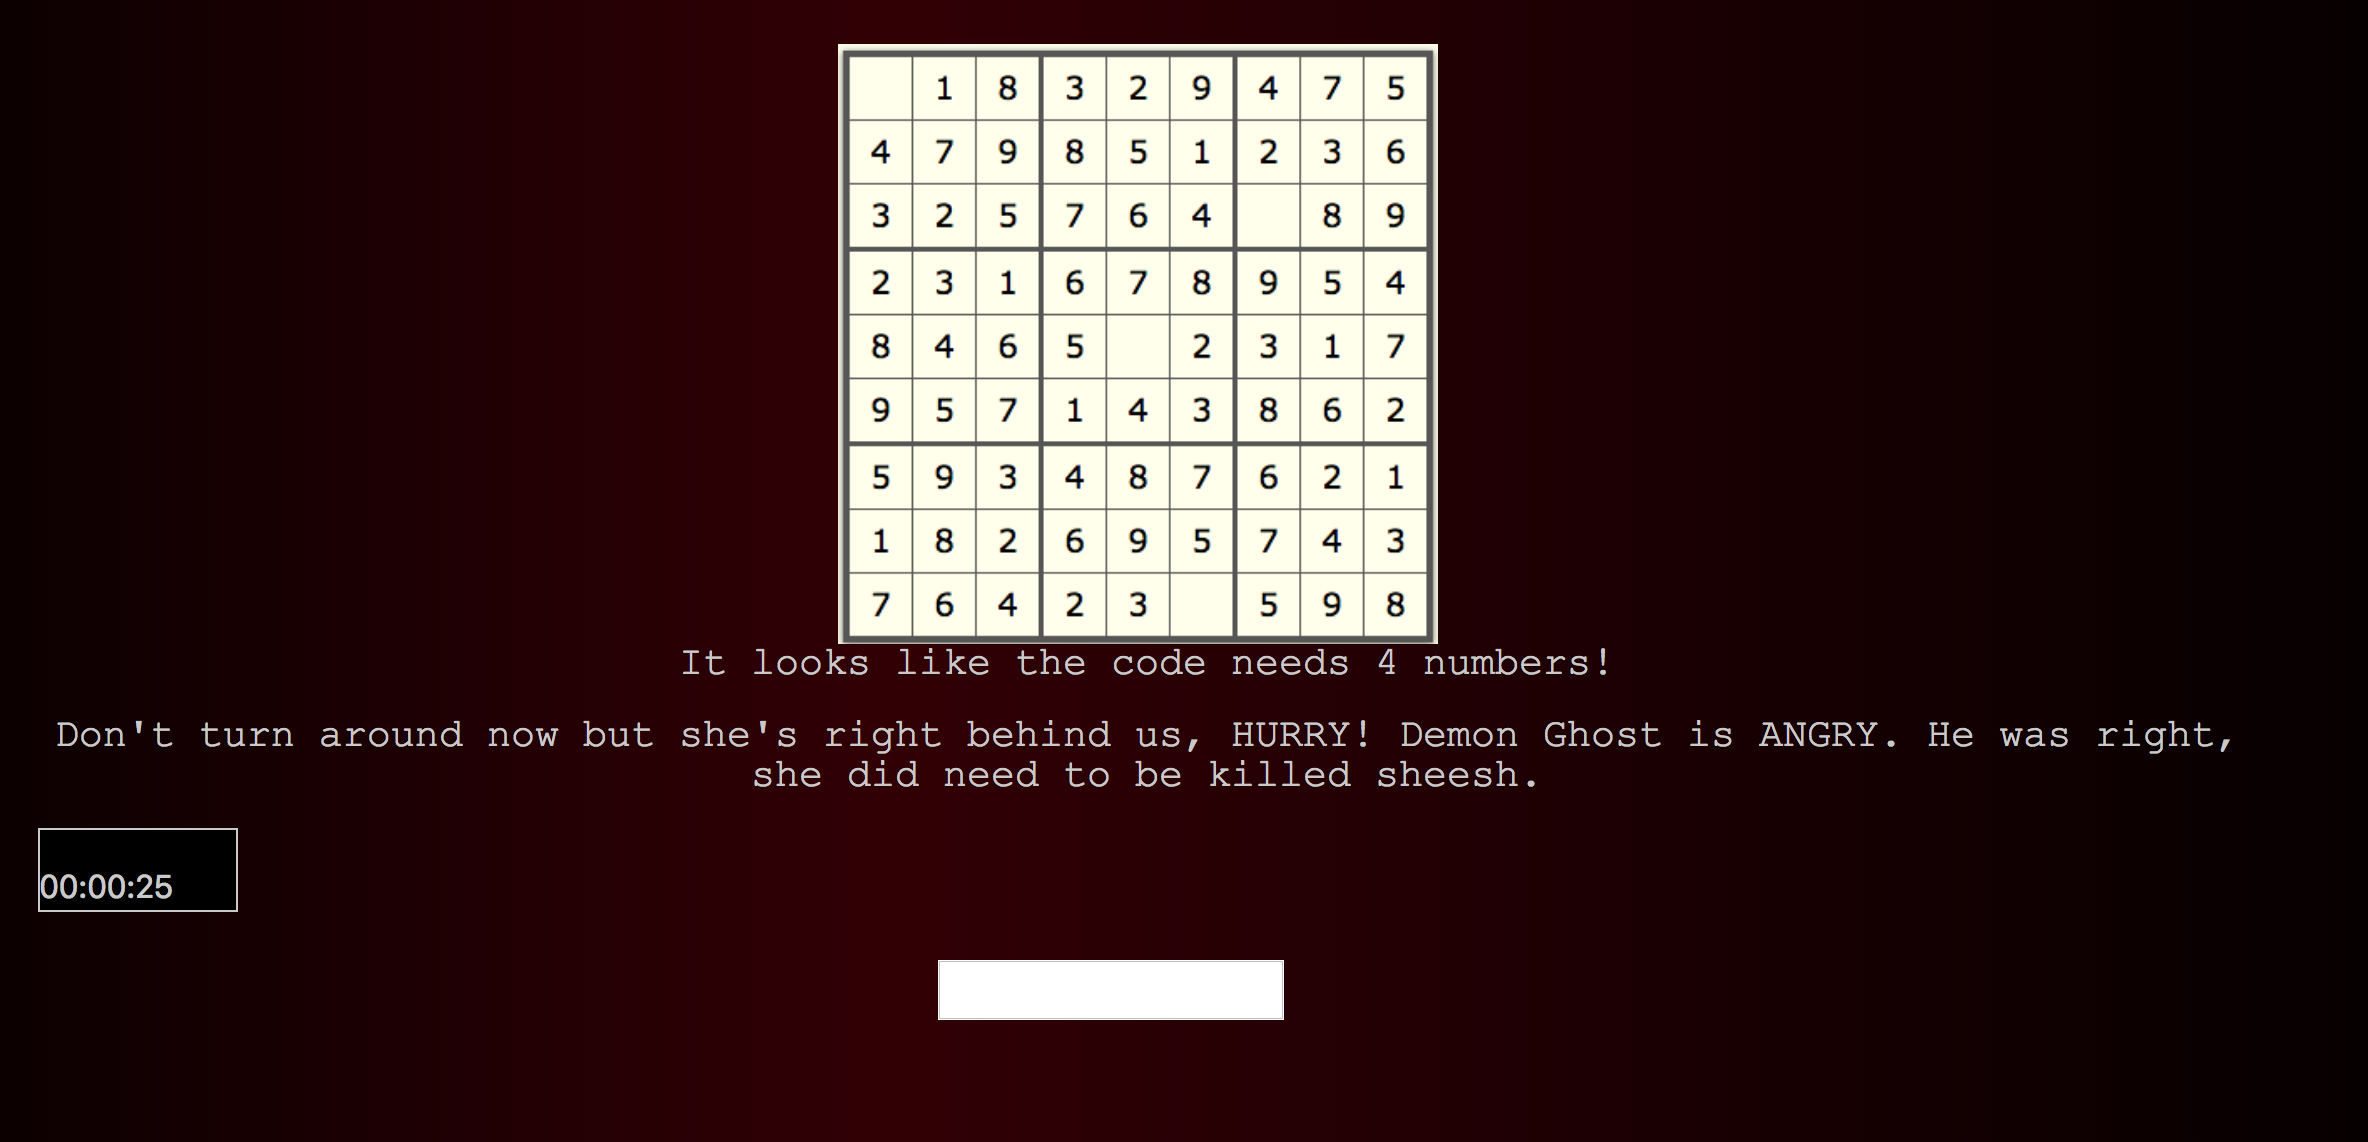 1 8 3 2 9 4 7 5
4 7 9 8 5 1 2 3 6
3 2 5 7 6 4 8 9
2 3 1 6 7 8 9 5 4
8 4 6 5 2 3 1 7
9 5 7 1 4 3 8 6 2
5 9 3 4 8 7 6 2 1
1 8 2 6 9 5 7 4 3
7 6 4 2 3 5 9 8
It looks like the code needs 4 numbers!
Don't turn around now but she's right behind us, HURRY! Demon Ghost is ANGRY. He was right,
she did need to be killed sheesh.
00:00:25